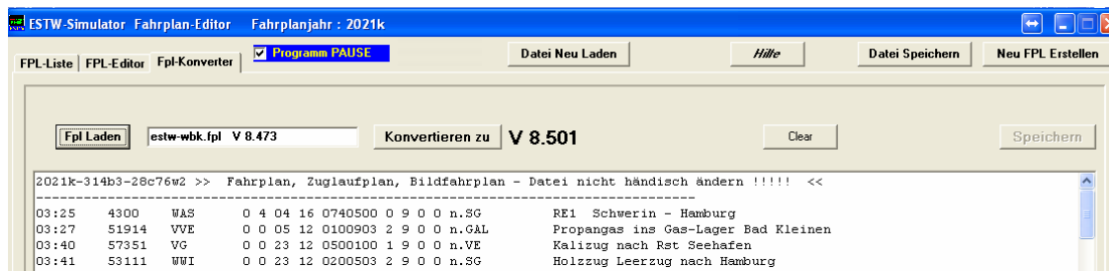 ESTW-Simulator Fahrplan-Editor Fahrplanjahr : 2021k
FPL-Liste FPL-Editor Fpl-Konverter Programm PAUSE Datei Neu Laden Hilfe Datei Speichern Neu FPL Erstellen
Fpl Laden estw-wbk.fpl V 8.473 Konvertieren zu V 8.501 Clear Speichern
2021k-314b3-28c76w2 >> Fahrplan, Zuglaufplan, Bildfahrplan - Datei nicht händisch ändern !!!!! <<
--------------------------------------------------------------------------------
03:25 4300 WAS 0 4 04 16 0740500 0 9 0 0 n.SG RE1 Schwerin - Hamburg
03:27 51914 VVE 0 0 05 12 0100903 2 9 0 0 n.GAL Propangas ins Gas-Lager Bad Kleinen
03:40 57351 VG 0 0 23 12 0500100 1 9 0 0 n.VE Kalizug nach Rst Seehafen
03:41 53111 WWI 0 0 23 12 0200503 2 9 0 0 n.SG Holzzug Leerzug nach Hamburg